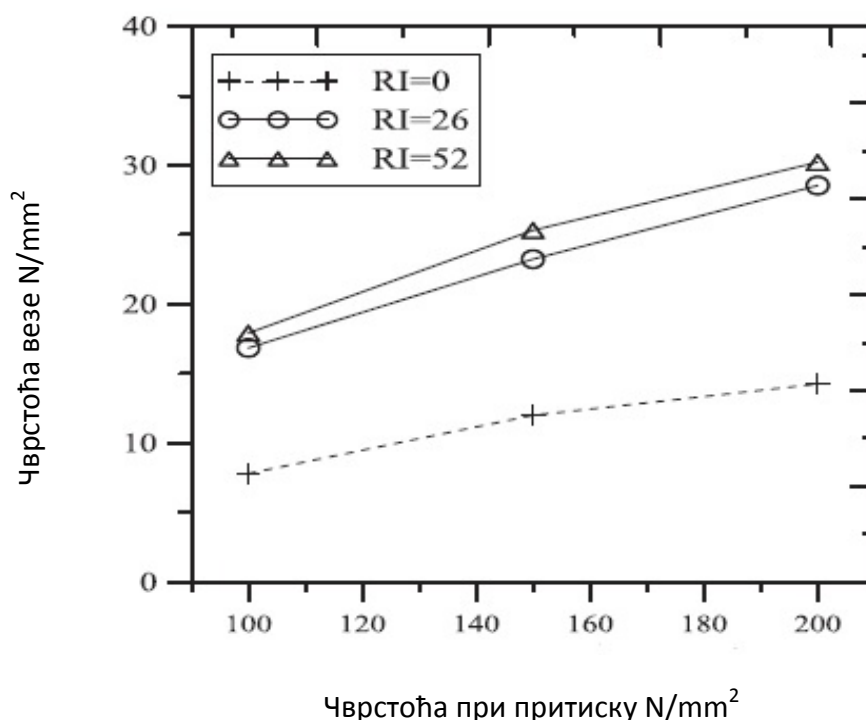 40
30
20
10
0
RI=0
RI=26
RI=52
Чврстоћа везе N/mm²
100 120 140 160 180 200
Чврстоћа при притиску N/mm²